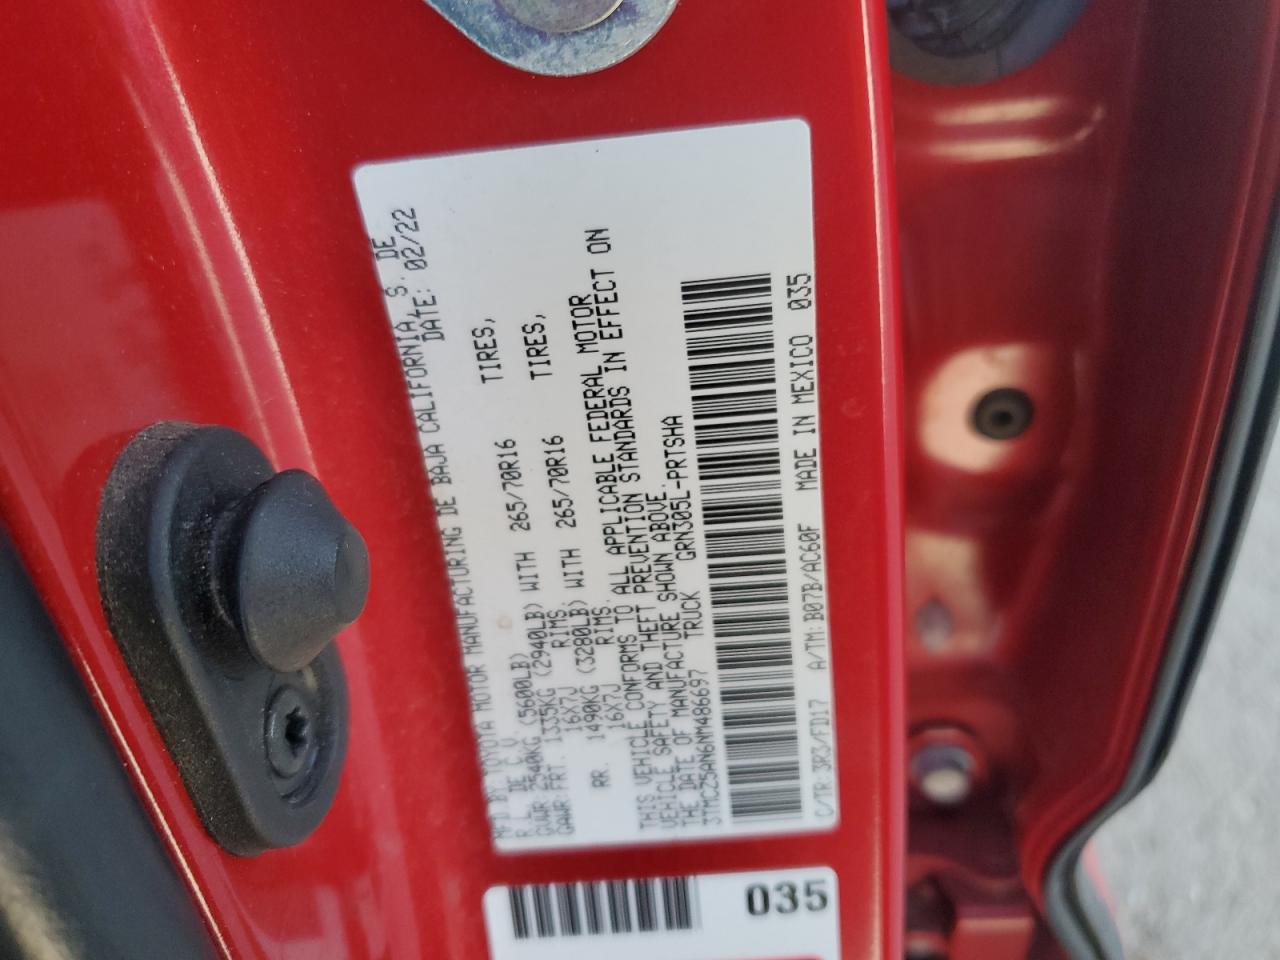 MFD BY:TOYOTA MOTOR MANUFACTURING DE BAJA CALIFORNIA, S. DE
R.L. DE C.V. DATE: 02/22
GVWR 2540KG (5600LB)
GAWR:FRT. 1335KG (2940LB) WITH 265/70R16 TIRES,
16X7J RIMS.
RR. 1490KG (3280LB) WITH 265/70R16 TIRES,
16X7J RIMS
THIS VEHICLE CONFORMS TO ALL APPLICABLE FEDERAL MOTOR
VEHICLE SAFETY AND THEFT PREVENTION STANDARDS IN EFFECT ON
THE DATE OF MANUFACTURE SHOWN ABOVE.
3TMCZ5AN6NM486697 TRUCK GRN305L-PRTSHA
C/TR:3R3/FD17 A/TM:B07B/AC60F MADE IN MEXICO 035
035